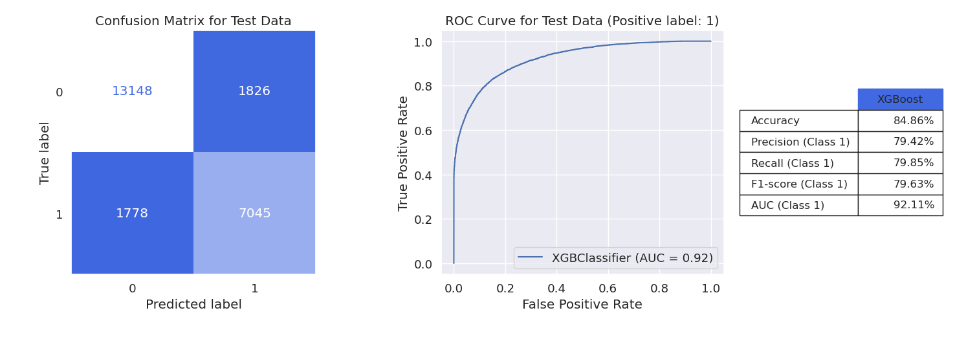 Confusion Matrix for Test Data
0
13148
1826
1
1778
7045
0
1
True label
Predicted label
ROC Curve for Test Data (Positive label: 1)
1.0
0.8
0.6
0.4
0.2
0.0
0.0
0.2
0.4
0.6
0.8
1.0
True Positive Rate
False Positive Rate
XGBClassifier (AUC = 0.92)
XGBoost
Accuracy 84.86%
Precision (Class 1) 79.42%
Recall (Class 1) 79.85%
F1-score (Class 1) 79.63%
AUC (Class 1) 92.11%